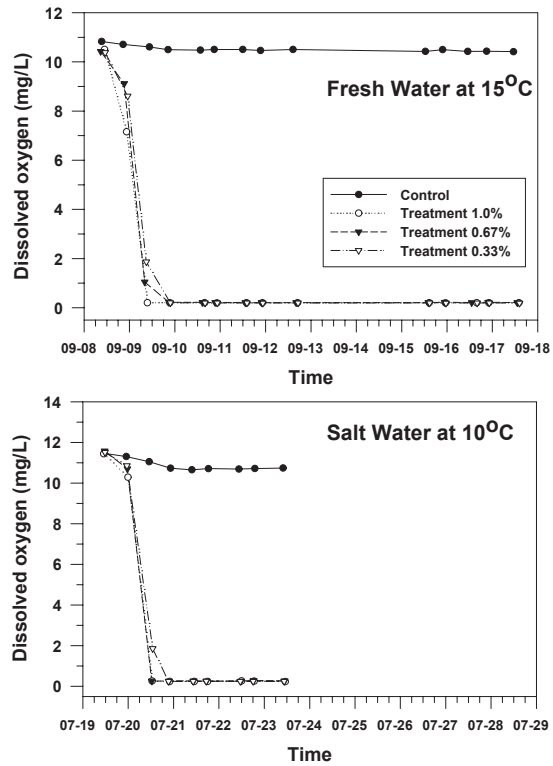 12
10
8
6
4
2
0
Dissolved oxygen (mg/L)
Fresh Water at 15°C
Control
Treatment 1.0%
Treatment 0.67%
Treatment 0.33%
09-08 09-09 09-10 09-11 09-12 09-13 09-14 09-15 09-16 09-17 09-18
Time
14
12
10
8
6
4
2
0
Dissolved oxygen (mg/L)
Salt Water at 10°C
07-19 07-20 07-21 07-22 07-23 07-24 07-25 07-26 07-27 07-28 07-29
Time